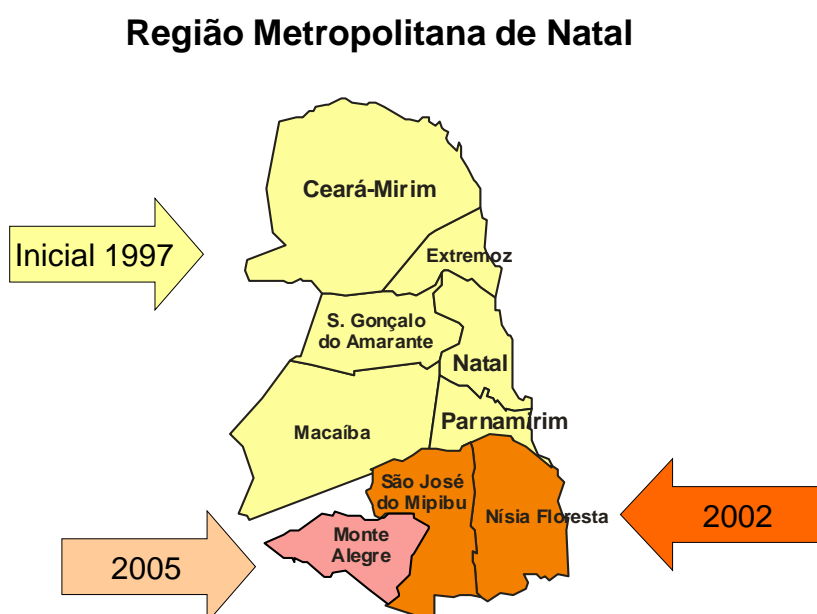 Região Metropolitana de Natal
Ceará-Mirim
Inicial 1997
Extremoz
S. Gonçalo
do Amarante
Natal
Parnamirim
Macaíba
São José
do Mipibu
Nísia Floresta
2002
Monte
Alegre
2005